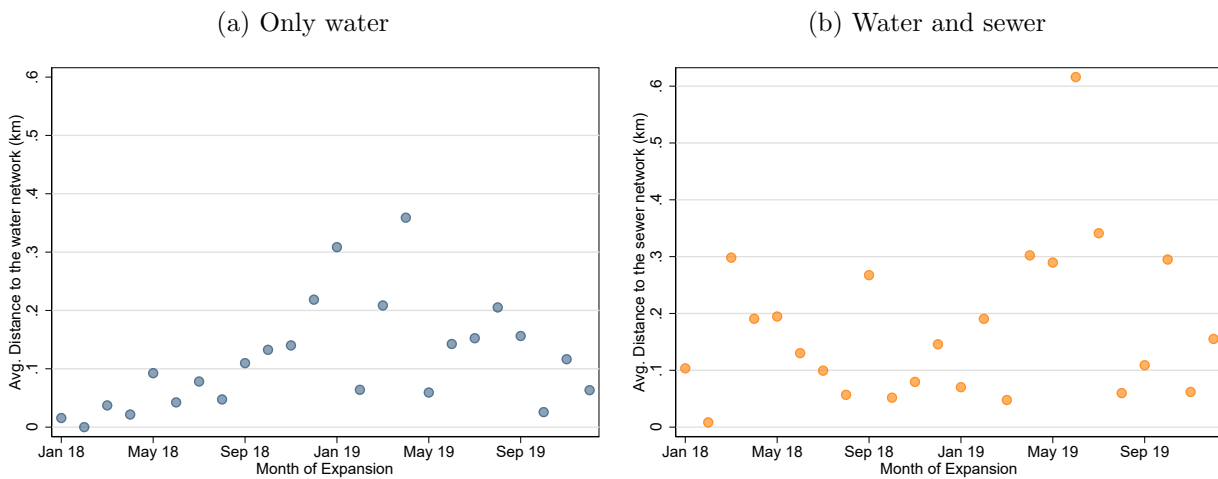 (a) Only water
Avg. Distance to the water network (km)
.6
.5
.4
.3
.2
.1
0
Jan 18 May 18 Sep 18 Jan 19 May 19 Sep 19
Month of Expansion
(b) Water and sewer
Avg. Distance to the sewer network (km)
.6
.5
.4
.3
.2
.1
0
Jan 18 May 18 Sep 18 Jan 19 May 19 Sep 19
Month of Expansion